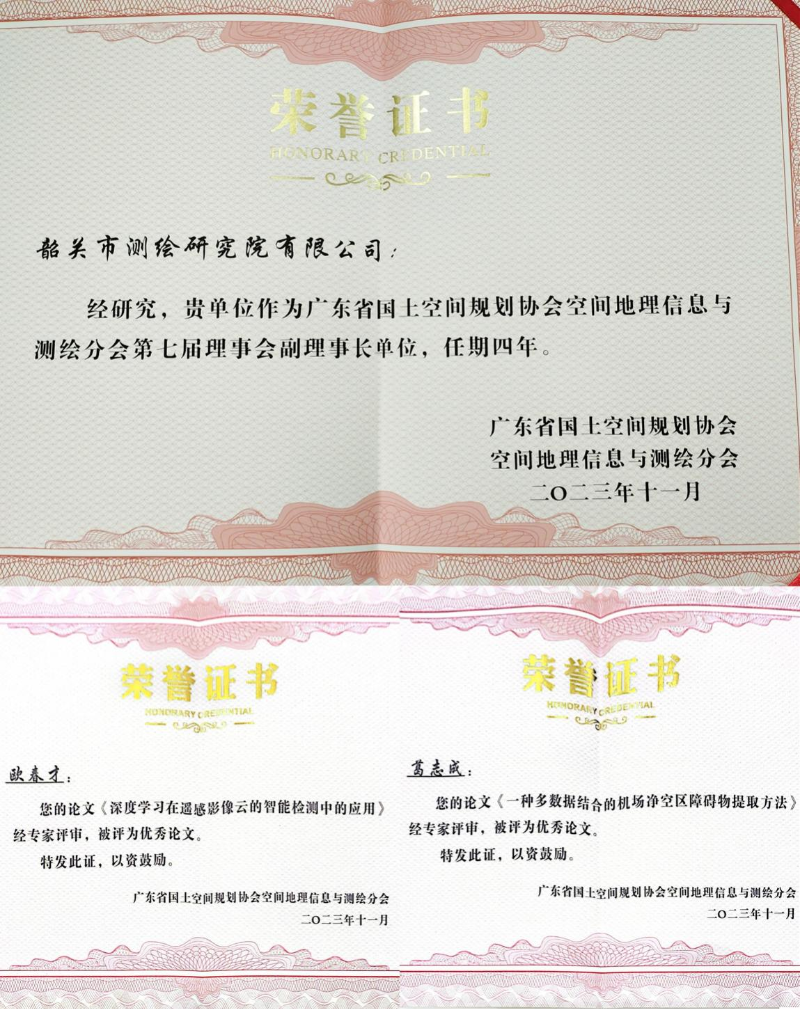 荣誉证书
HONORARY CREDENTIAL
韶关市测绘研究院有限公司：
经研究，贵单位作为广东省国土空间规划协会空间地理信息与
测绘分会第七届理事会副理事长单位，任期四年。
广东省国土空间规划协会
空间地理信息与测绘分会
二〇二三年十一月
荣誉证书
HONORARY CREDENTIAL
欧春才：
您的论文《深度学习在遥感影像云的智能检测中的应用》
经专家评审，被评为优秀论文。
特发此证，以资鼓励。
广东省国土空间规划协会空间地理信息与测绘分会
二〇二三年十一月
荣誉证书
HONORARY CREDENTIAL
葛志成：
您的论文《一种多数据结合的机场净空区障碍物提取方法》
经专家评审，被评为优秀论文。
特发此证，以资鼓励。
广东省国土空间规划协会空间地理信息与测绘分会
二〇二三年十一月